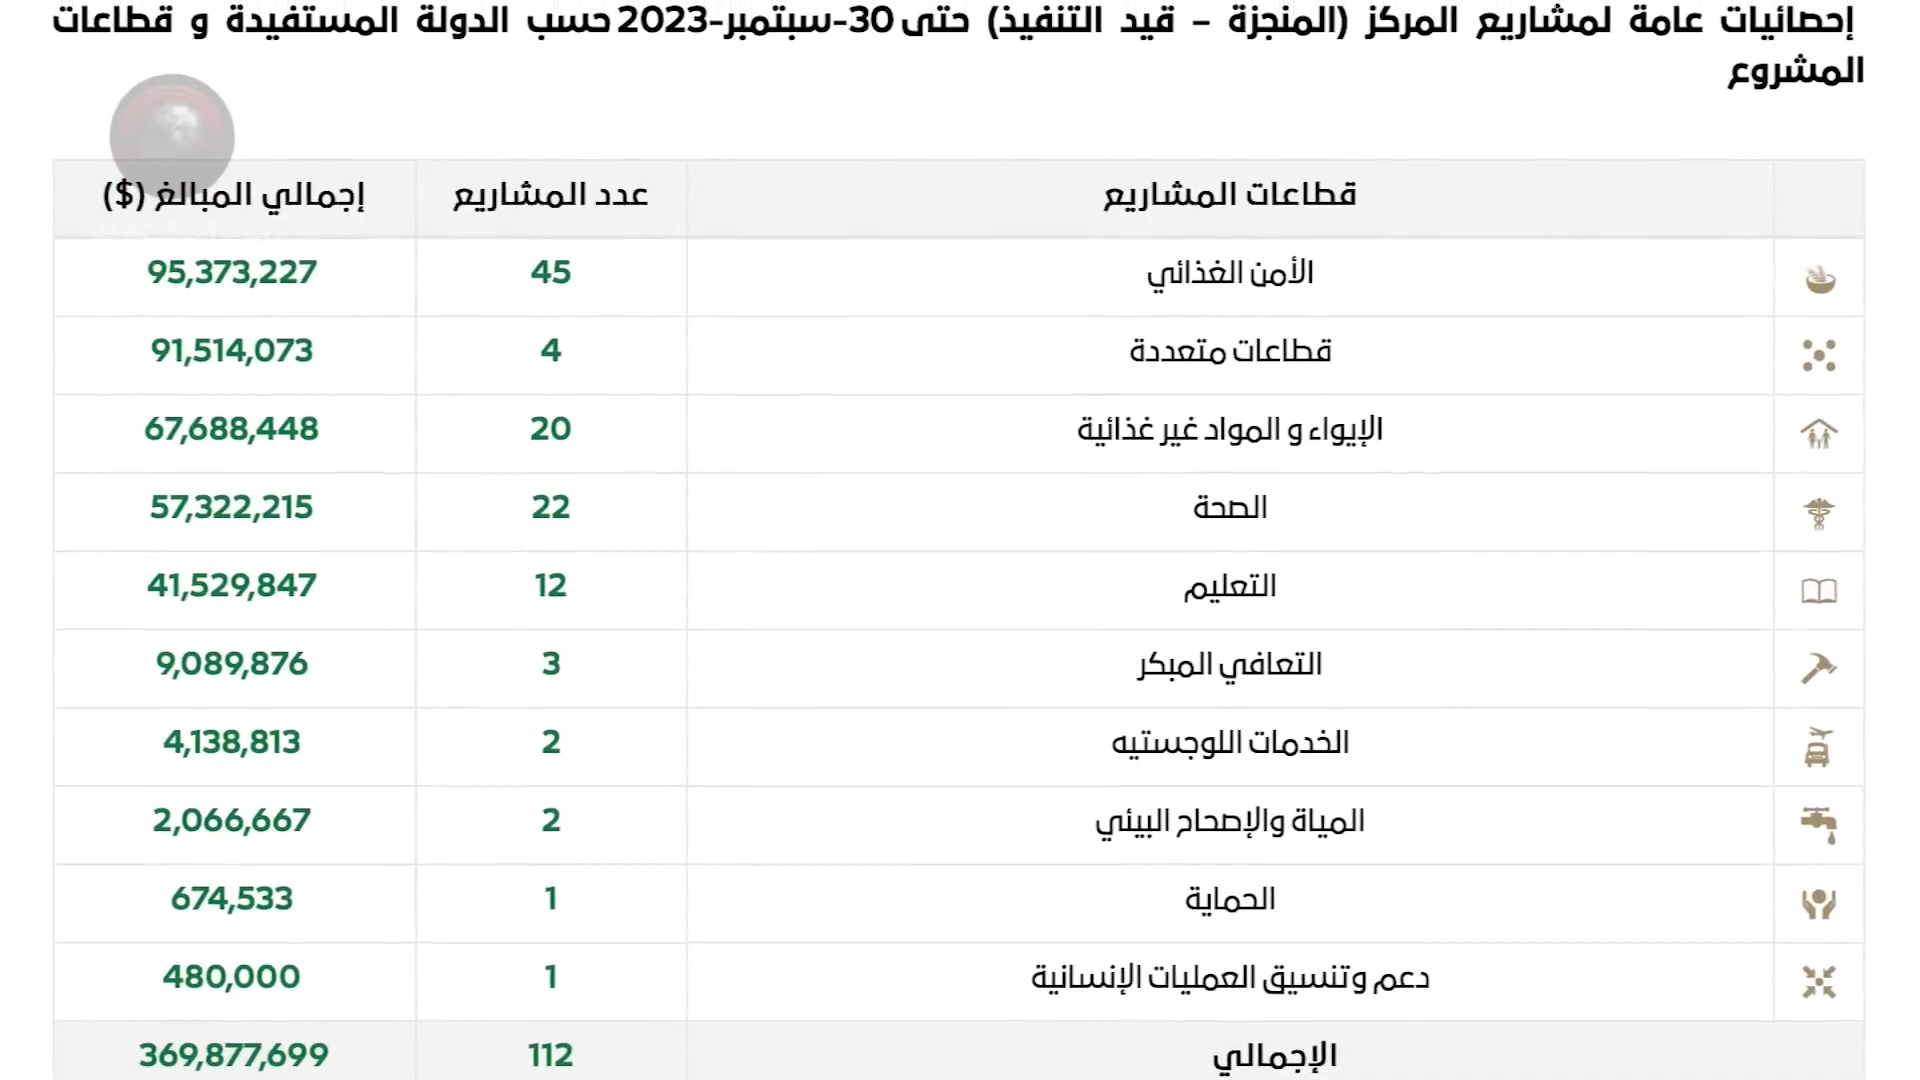 إحصائيات عامة لمشاريع المركز (المنجزة – قيد التنفيذ) حتى 30-سبتمبر-2023 حسب الدولة المستفيدة و قطاعات
المشروع
قطاعات المشاريع عدد المشاريع إجمالي المبالغ ($)
الأمن الغذائي 45 95,373,227
قطاعات متعددة 4 91,514,073
الإيواء و المواد غير غذائية 20 67,688,448
الصحة 22 57,322,215
التعليم 12 41,529,847
التعافي المبكر 3 9,089,876
الخدمات اللوجستيه 2 4,138,813
المياة والإصحاح البيئي 2 2,066,667
الحماية 1 674,533
دعم وتنسيق العمليات الإنسانية 1 480,000
الإجمالي 112 369,877,699